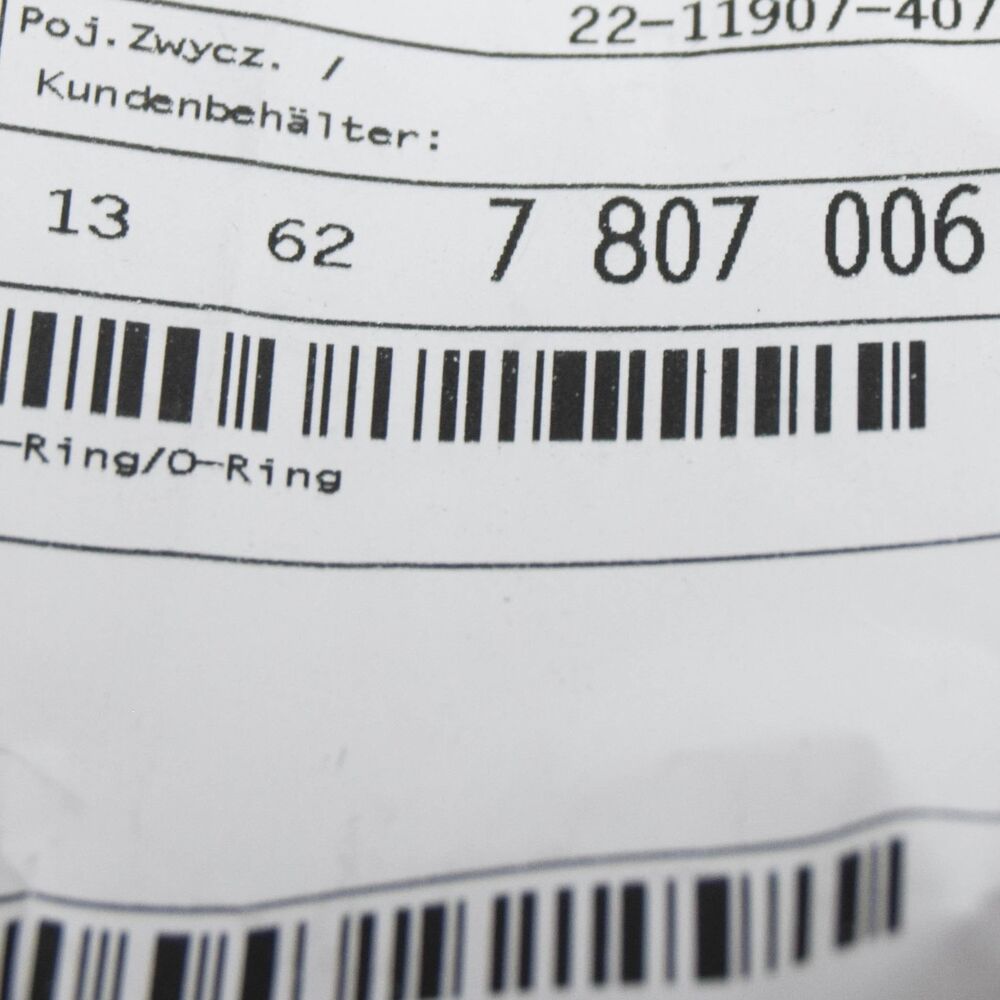 Poj.Zwycz. /
22-11907-407
Kundenbehälter:
13 62 7 807 006
-Ring/O-Ring